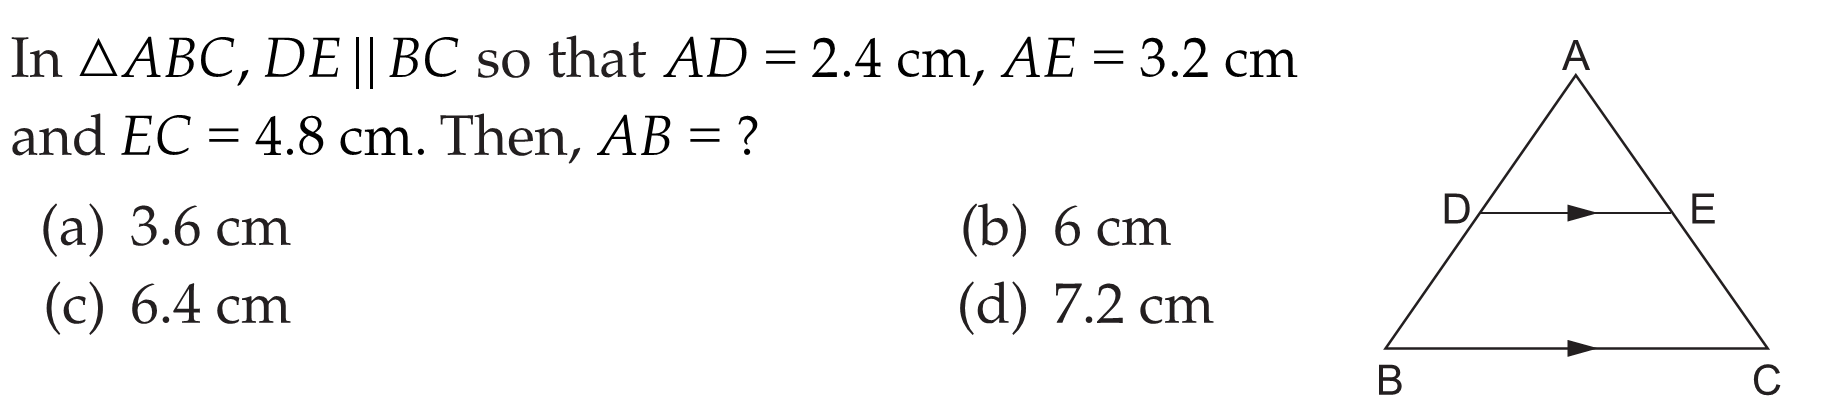 In △ABC, DE || BC so that AD = 2.4 cm, AE = 3.2 cm
and EC = 4.8 cm. Then, AB = ?
(a) 3.6 cm (b) 6 cm
(c) 6.4 cm (d) 7.2 cm
A
D E
B C